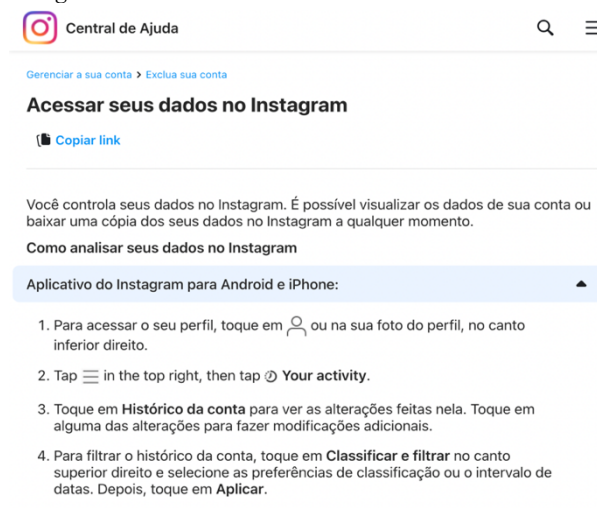 Central de Ajuda
Gerenciar a sua conta > Exclua sua conta
Acessar seus dados no Instagram
Copiar link
Você controla seus dados no Instagram. É possível visualizar os dados de sua conta ou
baixar uma cópia dos seus dados no Instagram a qualquer momento.
Como analisar seus dados no Instagram
Aplicativo do Instagram para Android e iPhone:
1. Para acessar o seu perfil, toque em ou na sua foto do perfil, no canto
inferior direito.
2. Tap in the top right, then tap Your activity.
3. Toque em Histórico da conta para ver as alterações feitas nela. Toque em
alguma das alterações para fazer modificações adicionais.
4. Para filtrar o histórico da conta, toque em Classificar e filtrar no canto
superior direito e selecione as preferências de classificação ou o intervalo de
datas. Depois, toque em Aplicar.